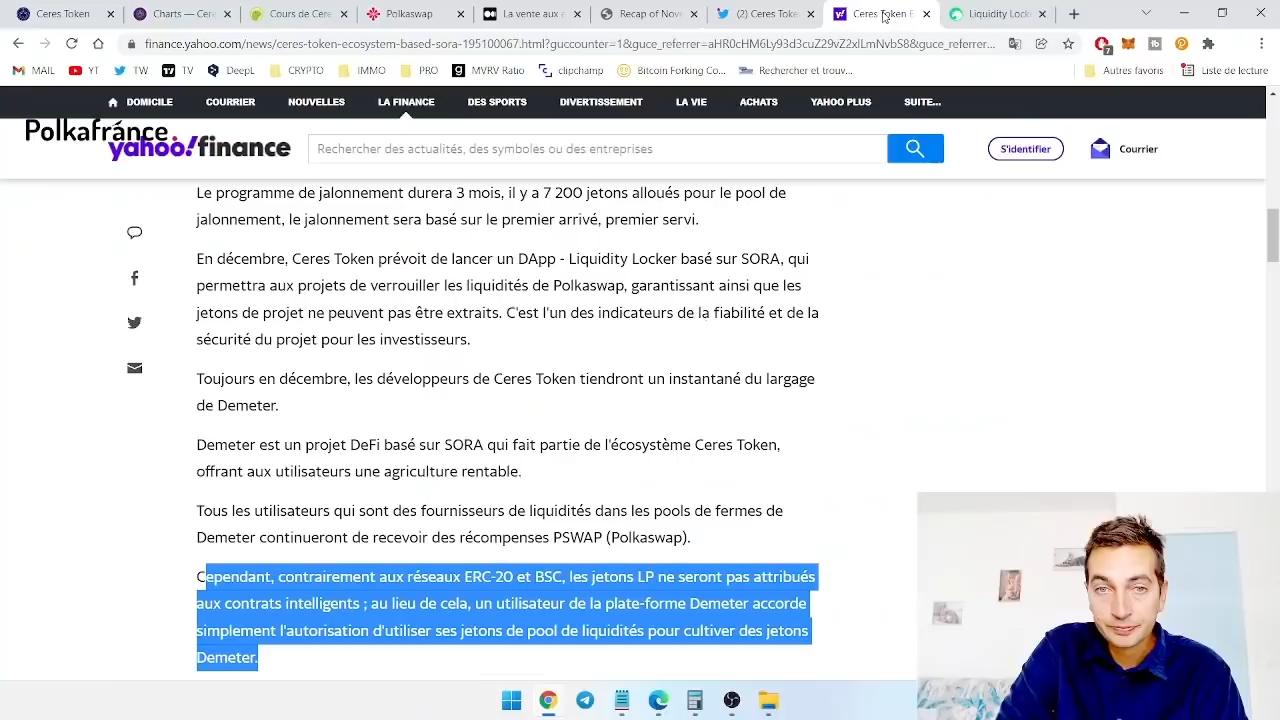 Ceres Token
Charts — Cere
Cours de Cere
Polkaswap
La vente aux e
Recap of Nove
(2) Ceres Toke
Ceres Token E
Liquidity Lock
finance.yahoo.com/news/ceres-token-ecosystem-based-sora-195100067.html?guccounter=1&guce_referrer=aHR0cHM6Ly93d3cuZ29vZ2xlLmNvbS8&guce_referrer...
7
MAIL
YT
TW
TV
DeepL
CRYPTO
IMMO
PRO
MVRV Ratio
clipchamp
Bitcoin Forking Co...
Rechercher et trouv...
Autres favoris
Liste de lecture
DOMICILE
COURRIER
NOUVELLES
LA FINANCE
DES SPORTS
DIVERTISSEMENT
LA VIE
ACHATS
YAHOO PLUS
SUITE...
Polkafrance
yahoo!finance
Rechercher des actualités, des symboles ou des entreprises
S'identifier
Courrier
Le programme de jalonnement durera 3 mois, il y a 7 200 jetons alloués pour le pool de
jalonnement, le jalonnement sera basé sur le premier arrivé, premier servi.
En décembre, Ceres Token prévoit de lancer un DApp - Liquidity Locker basé sur SORA, qui
permettra aux projets de verrouiller les liquidités de Polkaswap, garantissant ainsi que les
jetons de projet ne peuvent pas être extraits. C'est l'un des indicateurs de la fiabilité et de la
sécurité du projet pour les investisseurs.
Toujours en décembre, les développeurs de Ceres Token tiendront un instantané du largage
de Demeter.
Demeter est un projet DeFi basé sur SORA qui fait partie de l'écosystème Ceres Token,
offrant aux utilisateurs une agriculture rentable.
Tous les utilisateurs qui sont des fournisseurs de liquidités dans les pools de fermes de
Demeter continueront de recevoir des récompenses PSWAP (Polkaswap).
Cependant, contrairement aux réseaux ERC-20 et BSC, les jetons LP ne seront pas attribués
aux contrats intelligents ; au lieu de cela, un utilisateur de la plate-forme Demeter accorde
simplement l'autorisation d'utiliser ses jetons de pool de liquidités pour cultiver des jetons
Demeter.